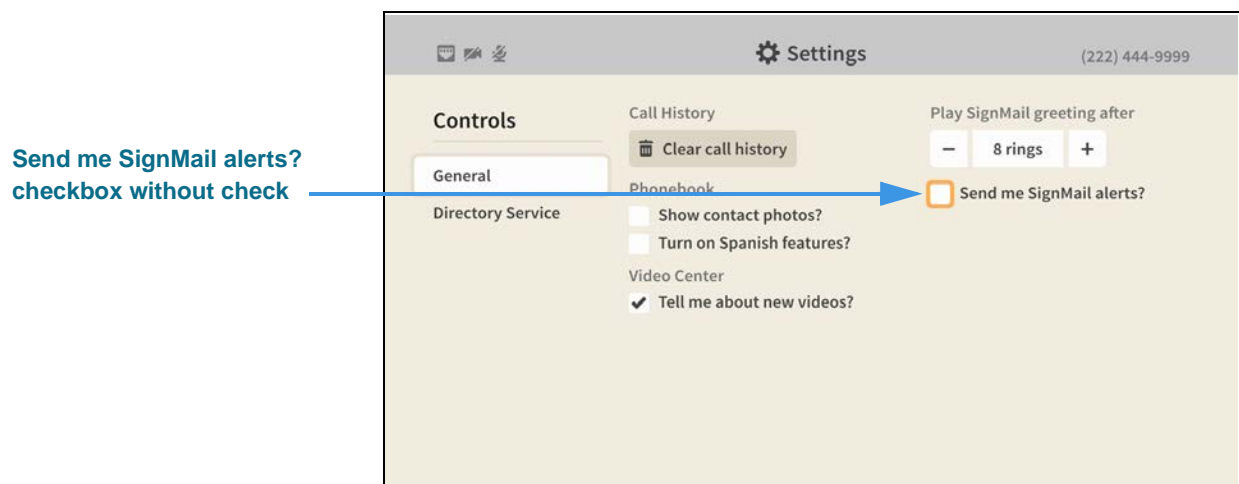 Settings
(222) 444-9999
Send me SignMail alerts?
checkbox without check
Controls
General
Directory Service
Call History
Clear call history
Phonebook
Show contact photos?
Turn on Spanish features?
Video Center
Tell me about new videos?
Play SignMail greeting after
− 8 rings +
Send me SignMail alerts?